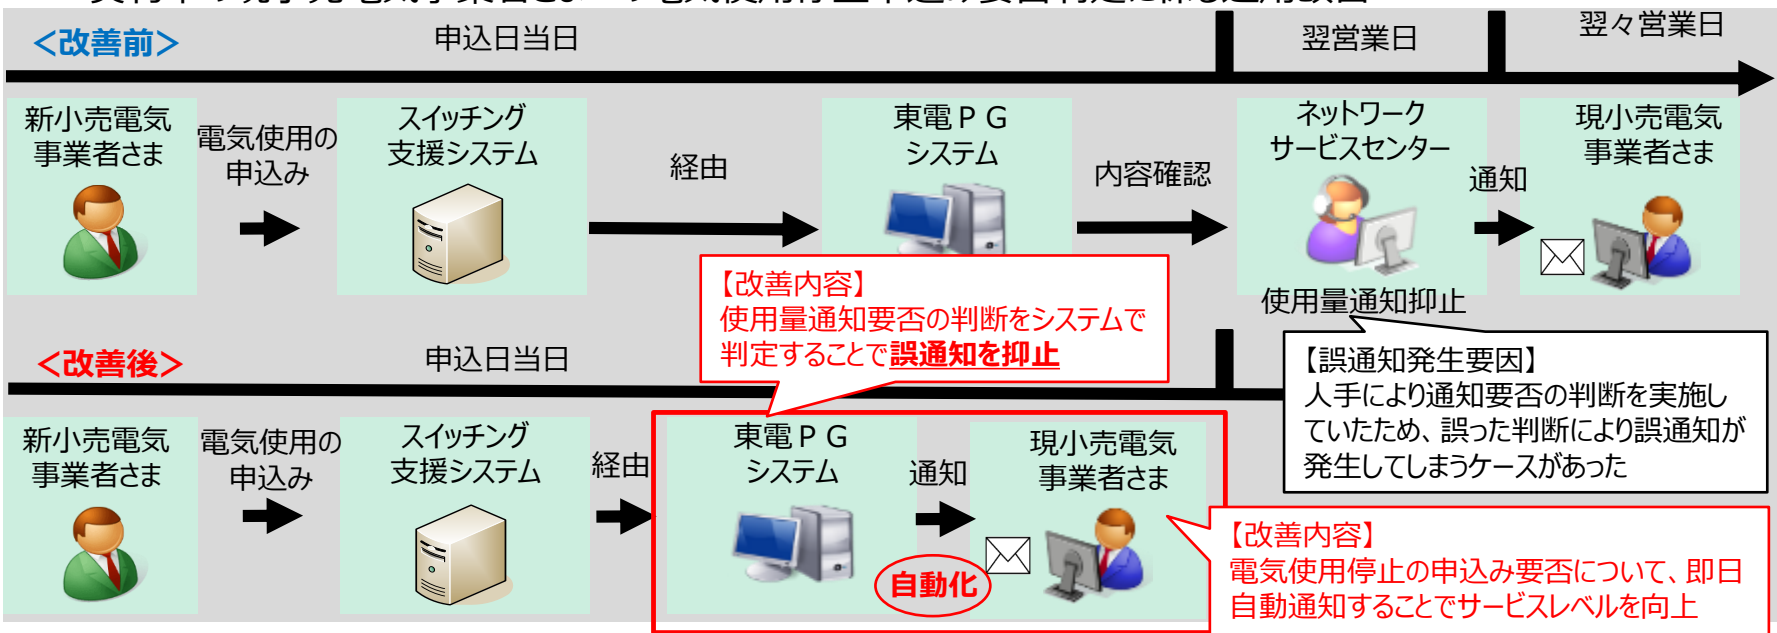 <改善前>
申込日当日
翌営業日
翌々営業日
新小売電気
事業者さま
電気使用の
申込み
スイッチング
支援システム
経由
東電ＰＧ
システム
内容確認
ネットワーク
サービスセンター
通知
現小売電気
事業者さま
使用量通知抑止
【改善内容】
使用量通知要否の判断をシステムで
判定することで誤通知を抑止
【誤通知発生要因】
人手により通知要否の判断を実施し
ていたため、誤った判断により誤通知が
発生してしまうケースがあった
<改善後>
申込日当日
新小売電気
事業者さま
電気使用の
申込み
スイッチング
支援システム
経由
東電ＰＧ
システム
通知
自動化
現小売電気
事業者さま
【改善内容】
電気使用停止の申込み要否について、即日
自動通知することでサービスレベルを向上